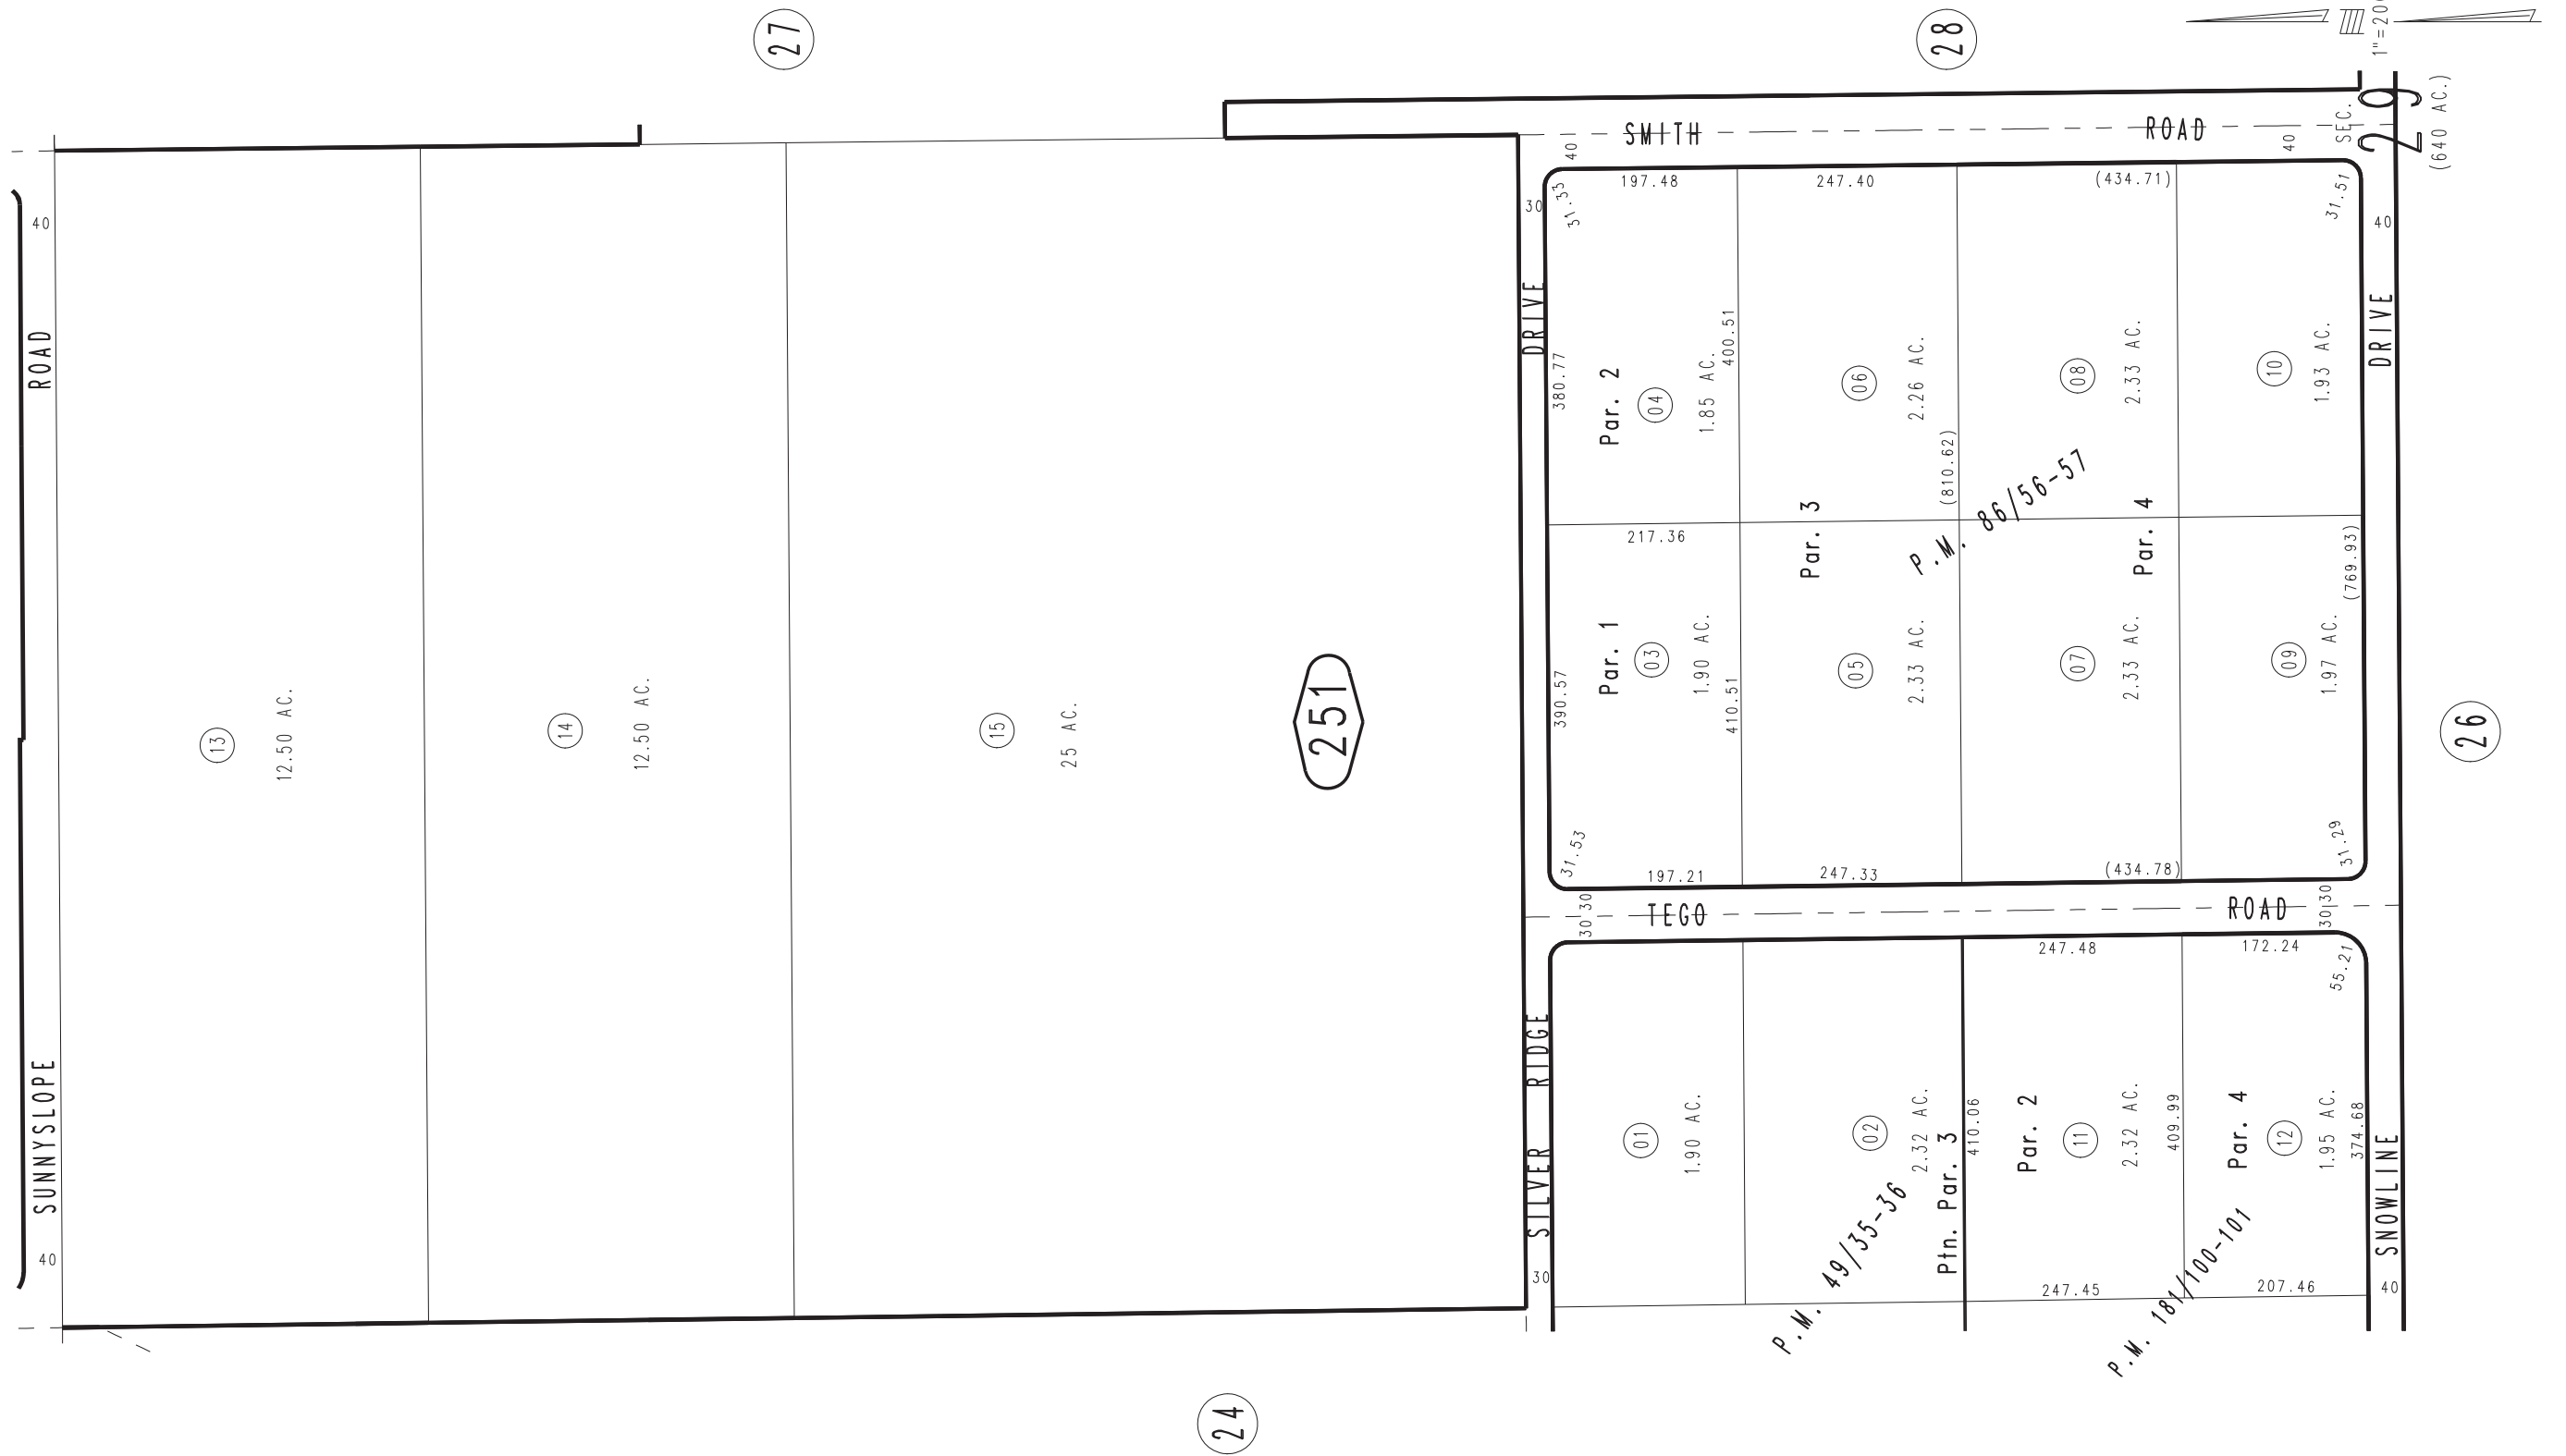 27
28
1"=20
SUNNYSLOPE ROAD
40
40
13
12.50 AC.
14
12.50 AC.
15
25 AC.
251
SILVER RIDGE DRIVE
30
30
SMITH ROAD
40
40
SEC.
29
(640 AC.)
31.53
197.48
247.40
(434.71)
31.51
380.77
Par. 2
04
1.85 AC.
400.51
06
2.26 AC.
(810.62)
08
2.33 AC.
10
1.93 AC.
217.36
Par. 3
P.M. 86/56-57
Par. 4
(769.93)
390.57
Par. 1
03
1.90 AC.
410.51
05
2.33 AC.
07
2.33 AC.
09
1.97 AC.
31.53
197.21
247.33
(434.78)
31.29
TEGO ROAD
30 30
30 30
247.48
172.24
55.21
01
1.90 AC.
02
2.32 AC.
Ptn. Par. 3
P.M. 49/35-36
410.06
Par. 2
11
2.32 AC.
409.99
Par. 4
12
1.95 AC.
374.68
247.45
207.46
P.M. 181/100-101
SNOWLINE DRIVE
40
40
26
24